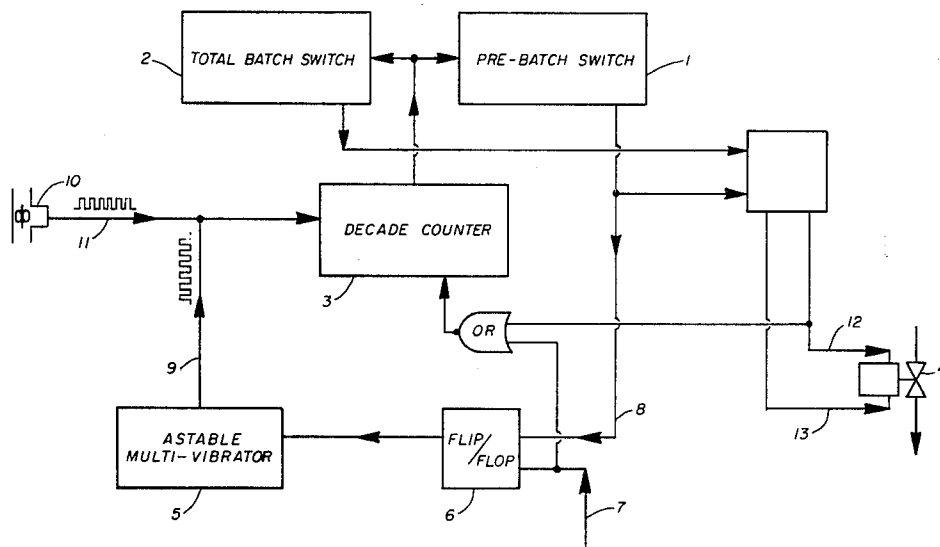 TOTAL BATCH SWITCH
2
PRE-BATCH SWITCH
1
10
11
DECADE COUNTER
3
OR
12
4
13
9
8
ASTABLE
MULTI-VIBRATOR
5
FLIP/
FLOP
6
7